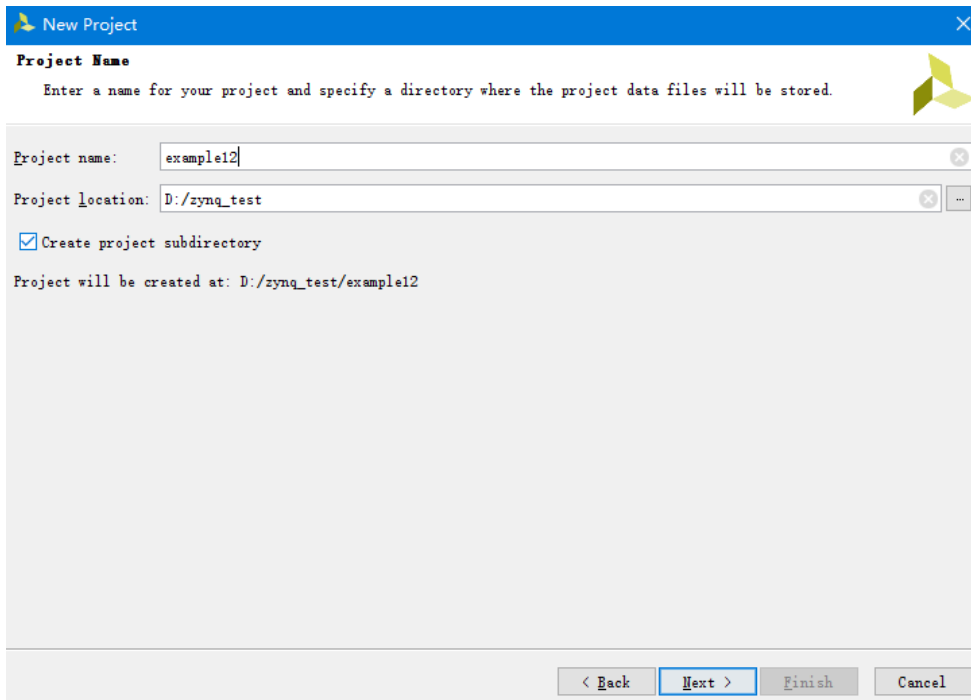 New Project
Project Name
Enter a name for your project and specify a directory where the project data files will be stored.
Project name: example12
Project location: D:/zynq_test ...
Create project subdirectory
Project will be created at: D:/zynq_test/example12
< Back Next > Finish Cancel